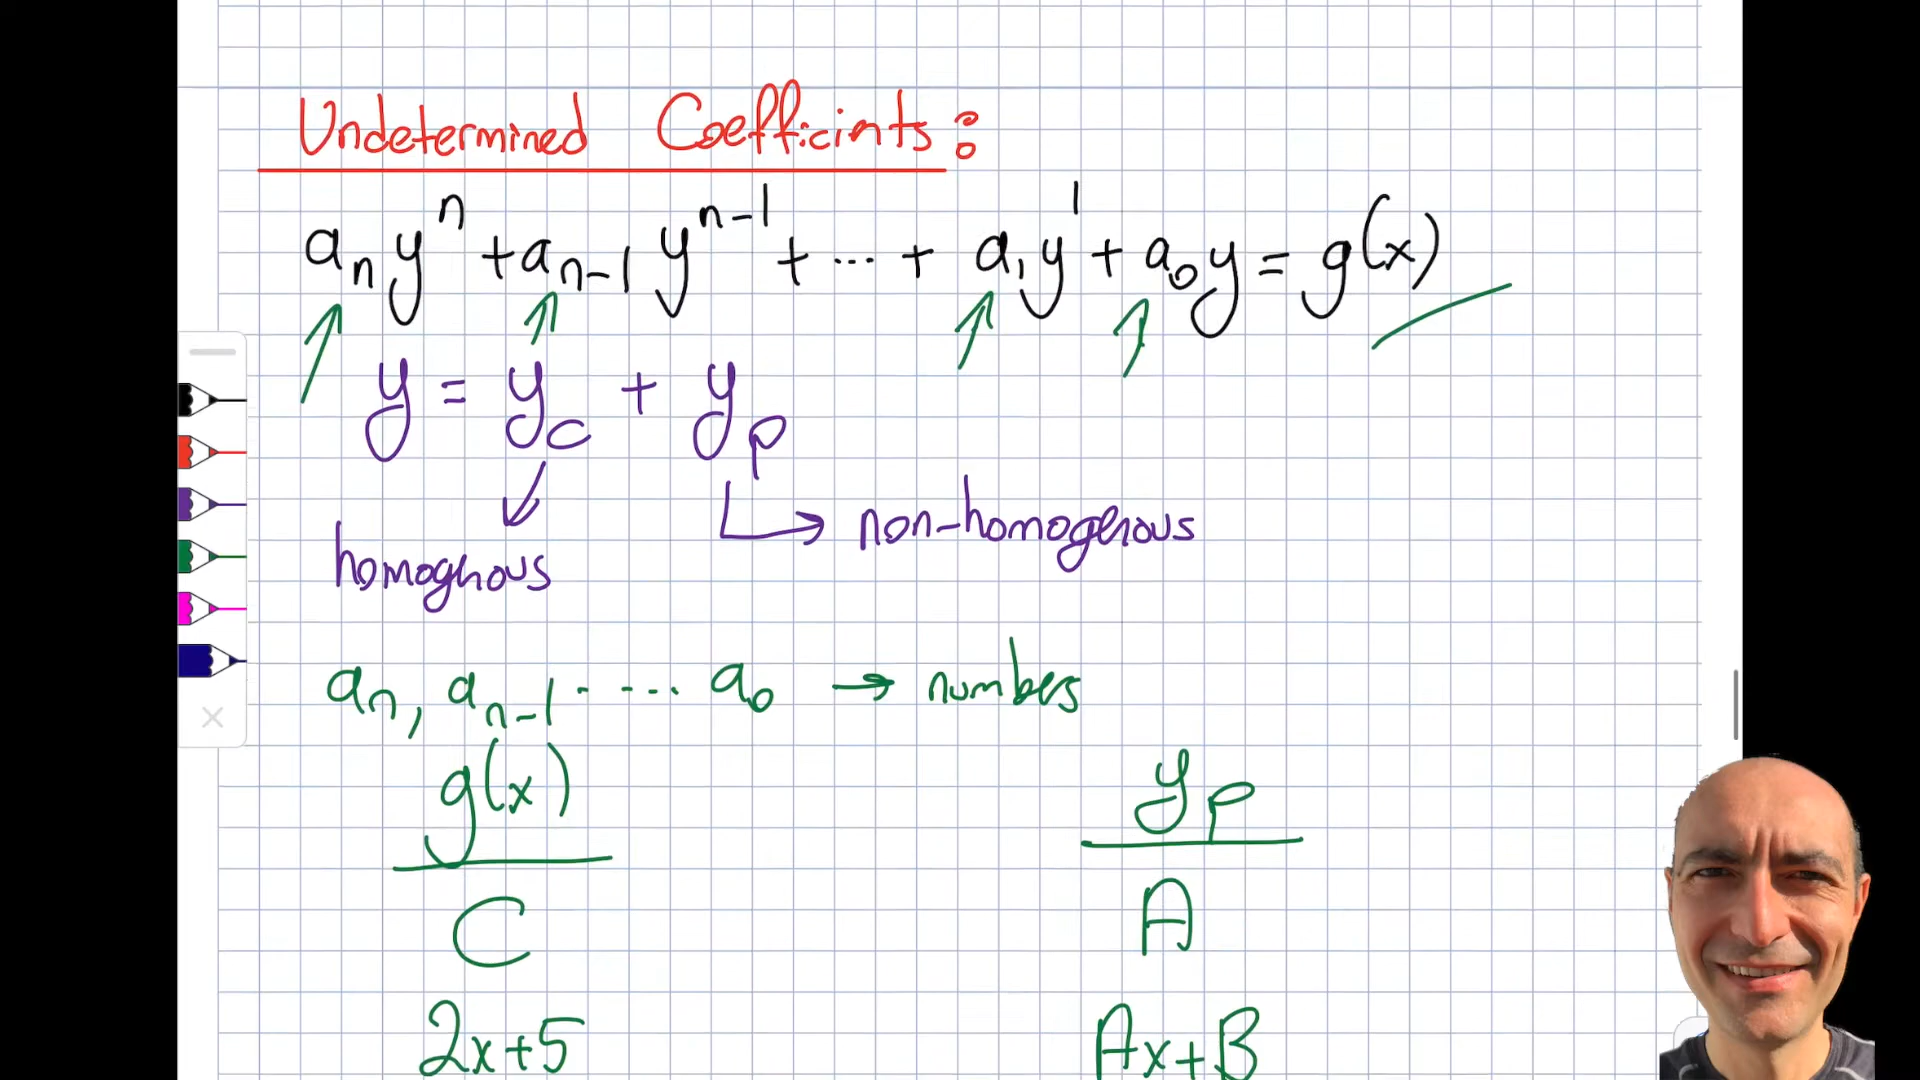 Undetermined Coefficints:
aₙyⁿ + aₙ₋₁yⁿ⁻¹ + ... + a₁y' + a₀y = g(x)
y = y_c + y_p
non-homogenous
homoghous
aₙ, aₙ₋₁ ..... a₀ → numbers
g(x) y_p
C A
2x+5 Ax+B